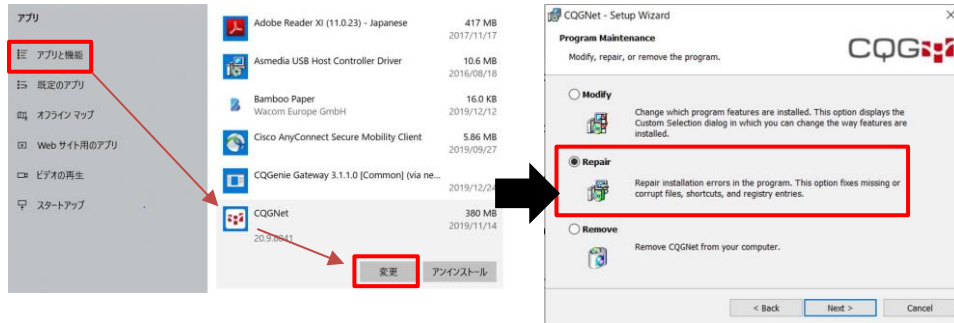 アプリ
アプリと機能
既定のアプリ
オフライン マップ
Web サイト用のアプリ
ビデオの再生
スタートアップ
Adobe Reader XI (11.0.23) - Japanese
417 MB
2017/11/17
Asmedia USB Host Controller Driver
10.6 MB
2016/08/18
Bamboo Paper
16.0 KB
Wacom Europe GmbH
2019/12/12
Cisco AnyConnect Secure Mobility Client
5.86 MB
2019/09/27
CQGenie Gateway 3.1.1.0 [Common] (via ne...
2019/12/24
CQGNet
380 MB
2019/11/14
20.9.8041
変更
アンインストール
CQGNet - Setup Wizard
Program Maintenance
Modify, repair, or remove the program.
CQG
Modify
Change which program features are installed. This option displays the
Custom Selection dialog in which you can change the way features are
installed.
Repair
Repair installation errors in the program. This option fixes missing or
corrupt files, shortcuts, and registry entries.
Remove
Remove CQGNet from your computer.
< Back
Next >
Cancel